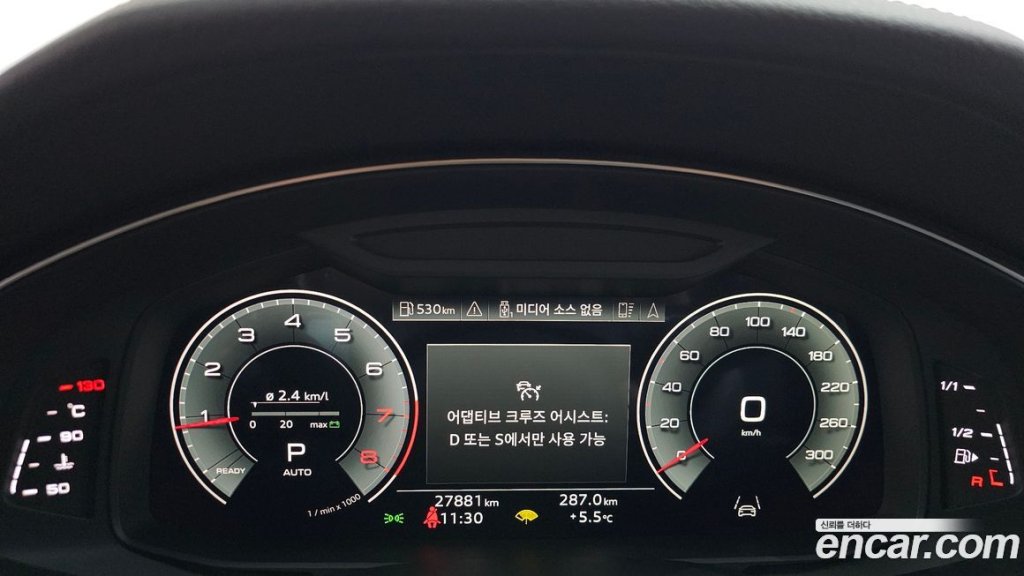 530 km
미디어 소스 없음
1
2
3
4
5
6
7
8
READY
1 / min x 1000
ø 2.4 km/l
0 20 max
P
AUTO
130
°C
90
50
어댑티브 크루즈 어시스트:
D 또는 S에서만 사용 가능
27881 km
287.0 km
11:30
+5.5 °C
0
20
40
60
80
100
140
180
220
260
300
0
km/h
1/1
1/2
R
신뢰를 더하다
encar.com